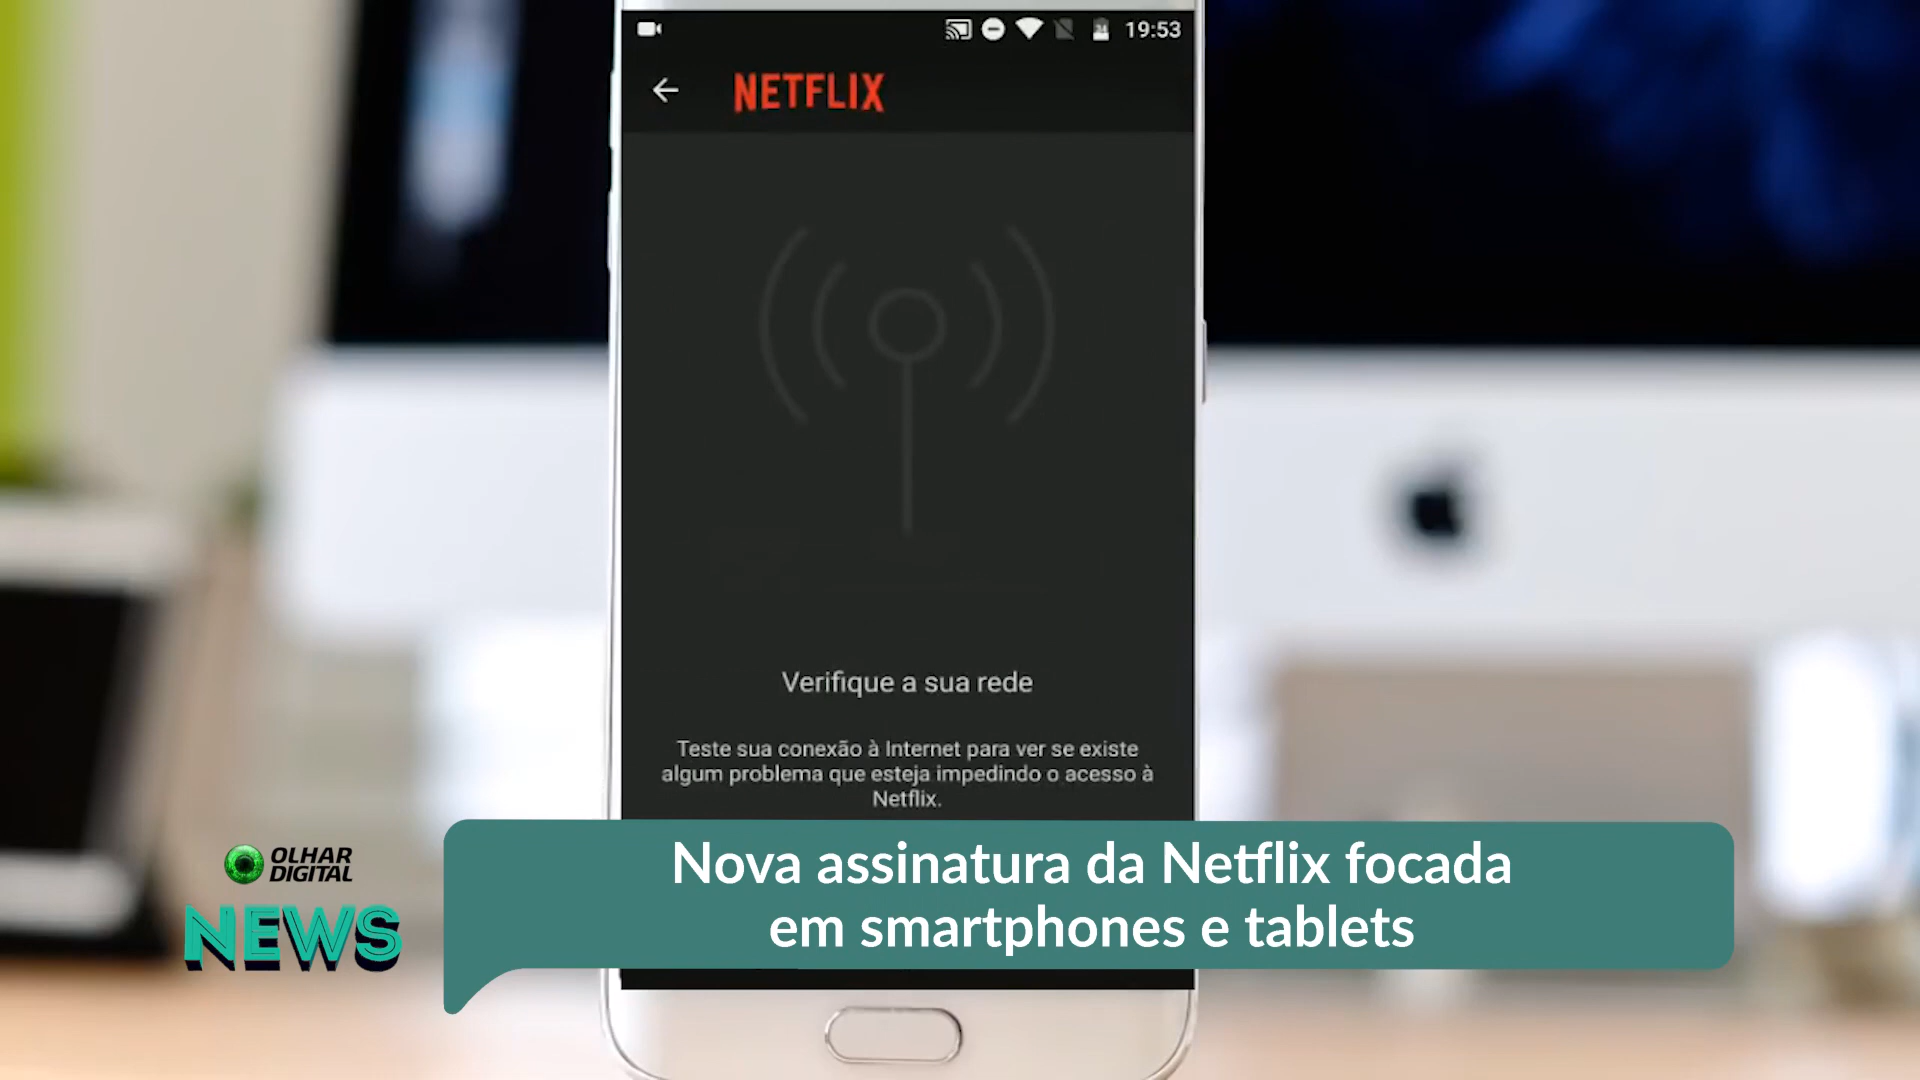 19:53
NETFLIX
Verifique a sua rede
Teste sua conexão à Internet para ver se existe
algum problema que esteja impedindo o acesso à
Netflix.
OLHAR
DIGITAL
NEWS
Nova assinatura da Netflix focada
em smartphones e tablets